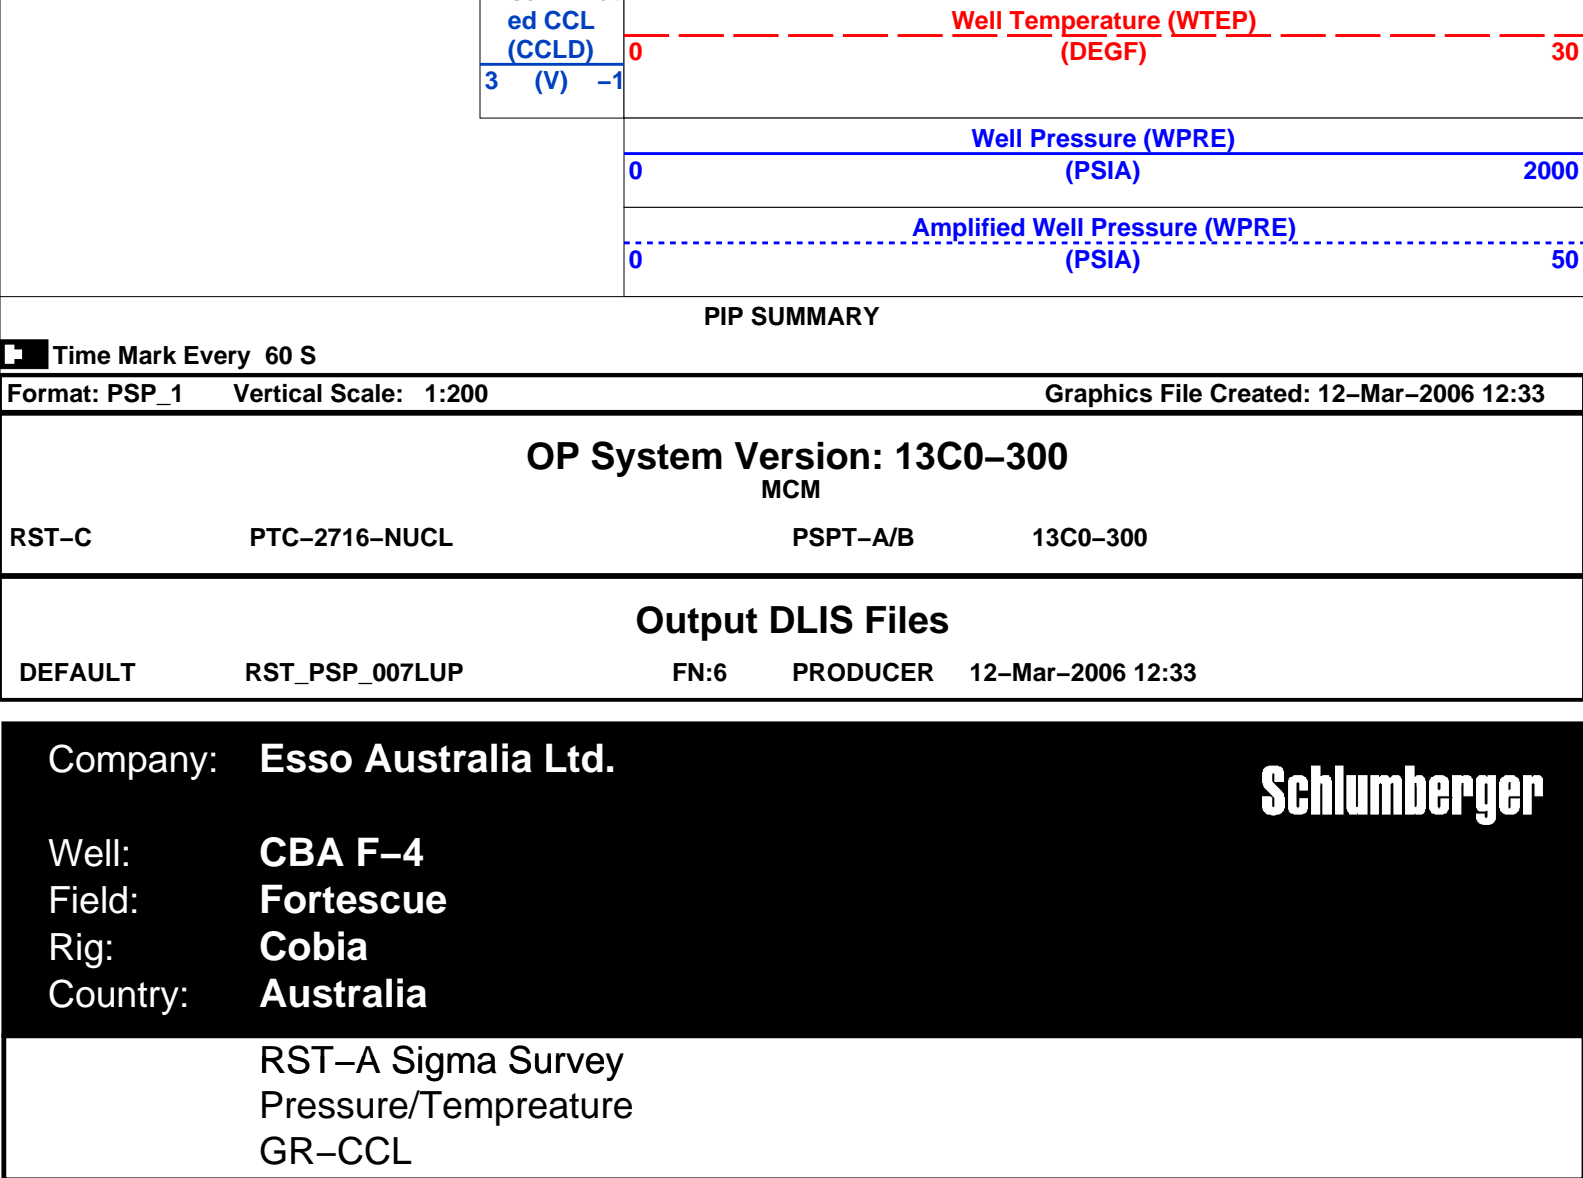 ed CCL
(CCLD)
3 (V) −1
Well Temperature (WTEP)
0 (DEGF) 30
Well Pressure (WPRE)
0 (PSIA) 2000
Amplified Well Pressure (WPRE)
0 (PSIA) 50
PIP SUMMARY
Time Mark Every 60 S
Format: PSP_1 Vertical Scale: 1:200 Graphics File Created: 12−Mar−2006 12:33
OP System Version: 13C0−300
MCM
RST−C PTC−2716−NUCL PSPT−A/B 13C0−300
Output DLIS Files
DEFAULT RST_PSP_007LUP FN:6 PRODUCER 12−Mar−2006 12:33
Company: Esso Australia Ltd.
Schlumberger
Well: CBA F−4
Field: Fortescue
Rig: Cobia
Country: Australia
RST−A Sigma Survey
Pressure/Tempreature
GR−CCL